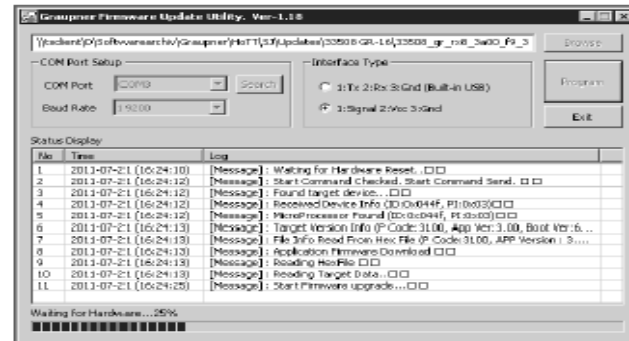 Graupner Firmware Update Utility. Ver-1.18
Browse
COM Port Setup
COM Port COM3 Search
Baud Rate 19200
Interface Type
1:Tx 2:Rx 3:Gnd (Built-in USB)
1:Signal 2:Vcc 3:Gnd
Program
Exit
Status Display
No Time Log
1 2011-07-21 (16:24:10) [Message] : Waiting for Hardware Reset..□□
2 2011-07-21 (16:24:12) [Message] : Start Command Checked. Start Command Send. □□
3 2011-07-21 (16:24:12) [Message] : Found target device...□□
4 2011-07-21 (16:24:12) [Message] : Received Device Info (ID:0x044f, PI:0x03)□□
5 2011-07-21 (16:24:12) [Message] : MicroProcessor Found (ID:0x044f, PI:0x03)□□
6 2011-07-21 (16:24:13) [Message] : Target Version Info (P Code:3100, App Ver:3.00, Boot Ver:6...
7 2011-07-21 (16:24:13) [Message] : File Info Read From Hex File (P Code:3100, APP Version : 3....
8 2011-07-21 (16:24:13) [Message] : Application Firmware Download □□
9 2011-07-21 (16:24:13) [Message] : Reading HexFile □□
10 2011-07-21 (16:24:13) [Message] : Reading Target Data..□□
11 2011-07-21 (16:24:25) [Message] : Start Firmware upgrade...□□
Waiting for Hardware...25%